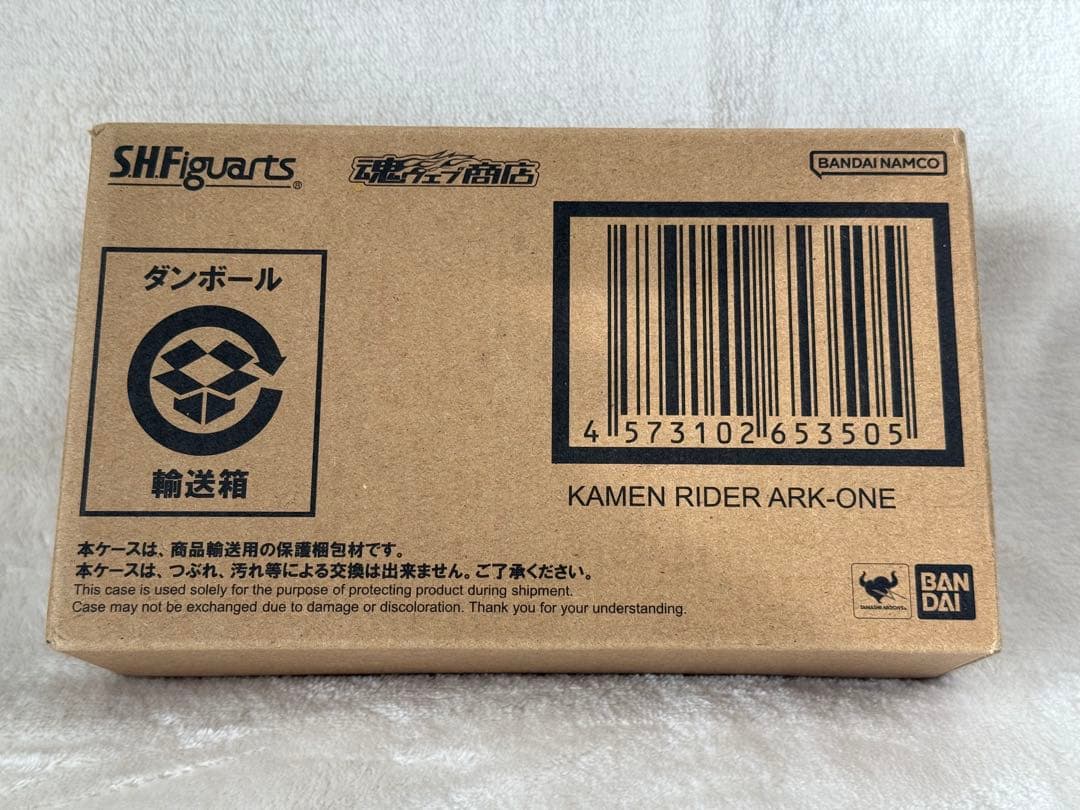 S.H.Figuarts®
魂ウェブ商店
BANDAI NAMCO
ダンボール
輸送箱
4 573102 653505
KAMEN RIDER ARK-ONE
本ケースは、商品輸送用の保護梱包材です。
本ケースは、つぶれ、汚れ等による交換は出来ません。ご了承ください。
This case is used solely for the purpose of protecting product during shipment.
Case may not be exchanged due to damage or discoloration. Thank you for your understanding.
TAMASHII NATIONS
BAN
DAI